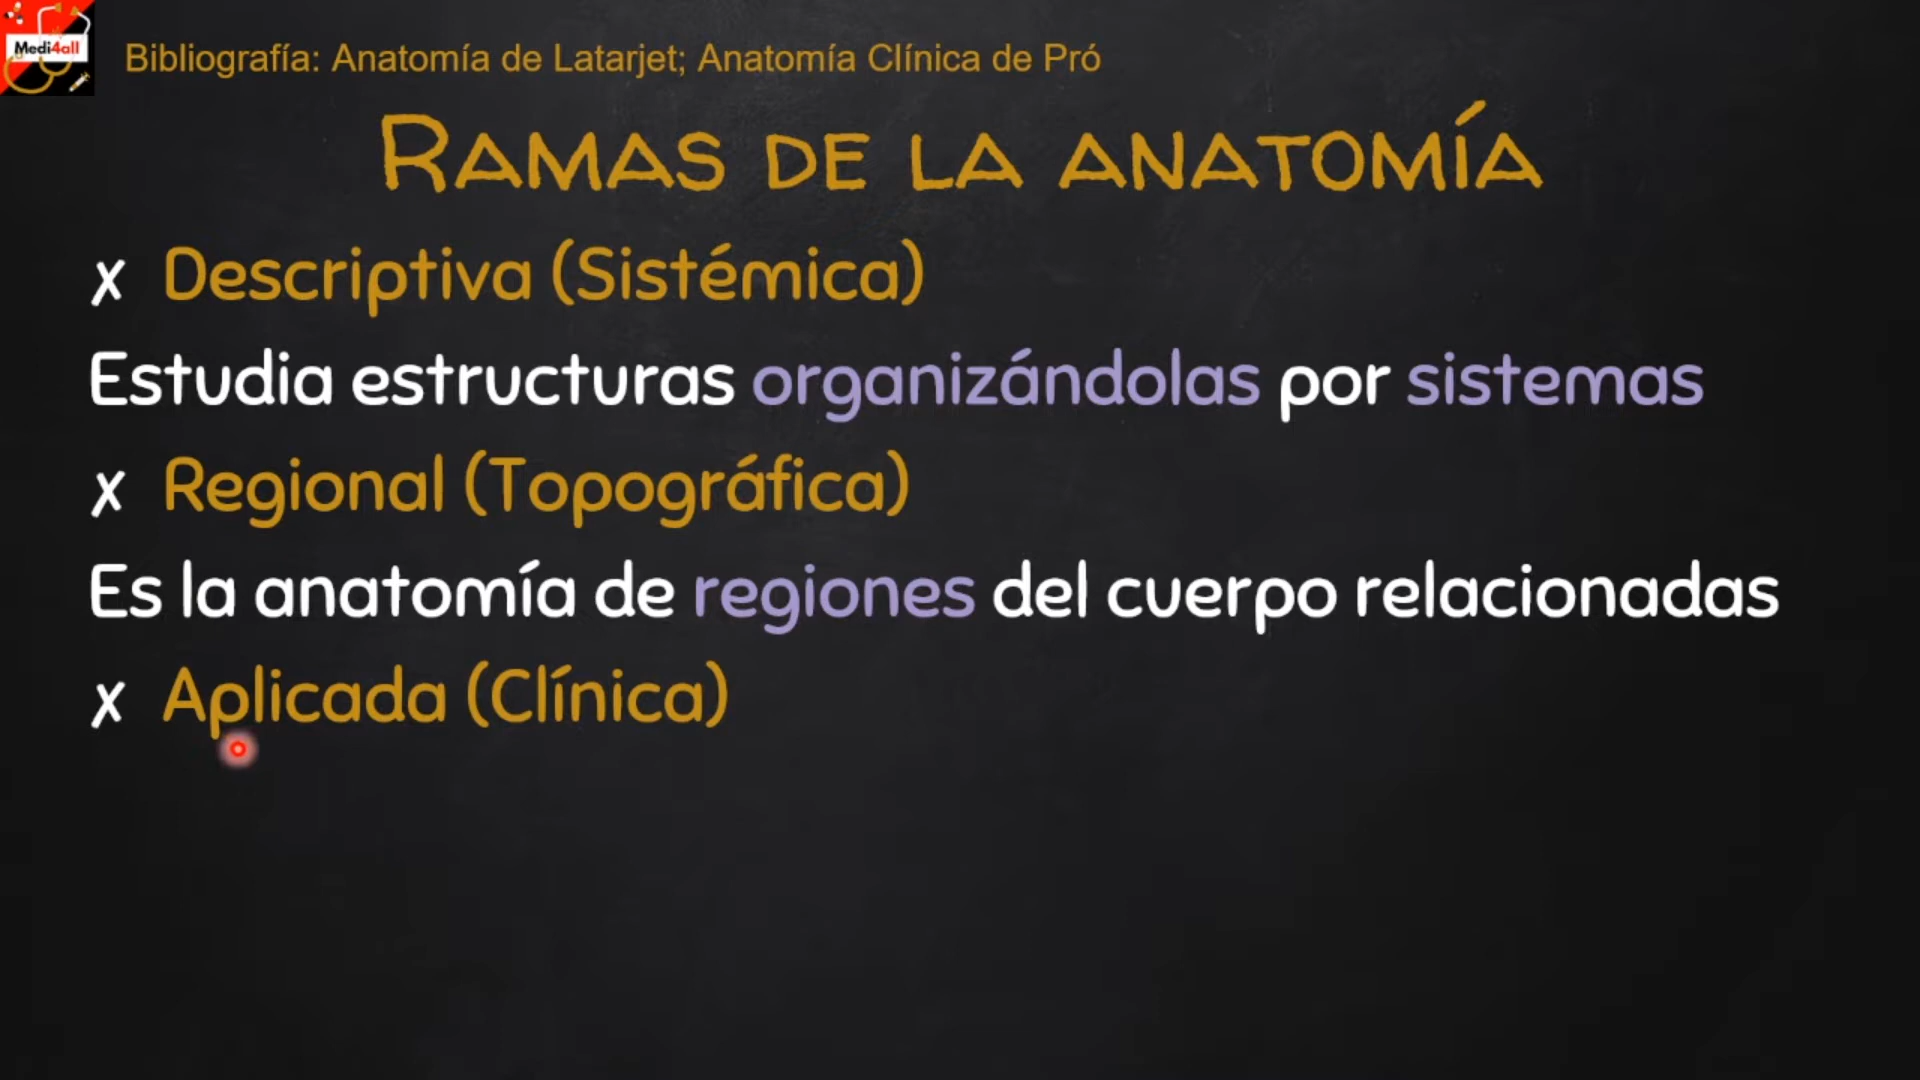 Medi4all
Bibliografía: Anatomía de Latarjet; Anatomía Clínica de Pró
Ramas de la anatomía
x Descriptiva (Sistémica)
Estudia estructuras organizándolas por sistemas
x Regional (Topográfica)
Es la anatomía de regiones del cuerpo relacionadas
x Aplicada (Clínica)